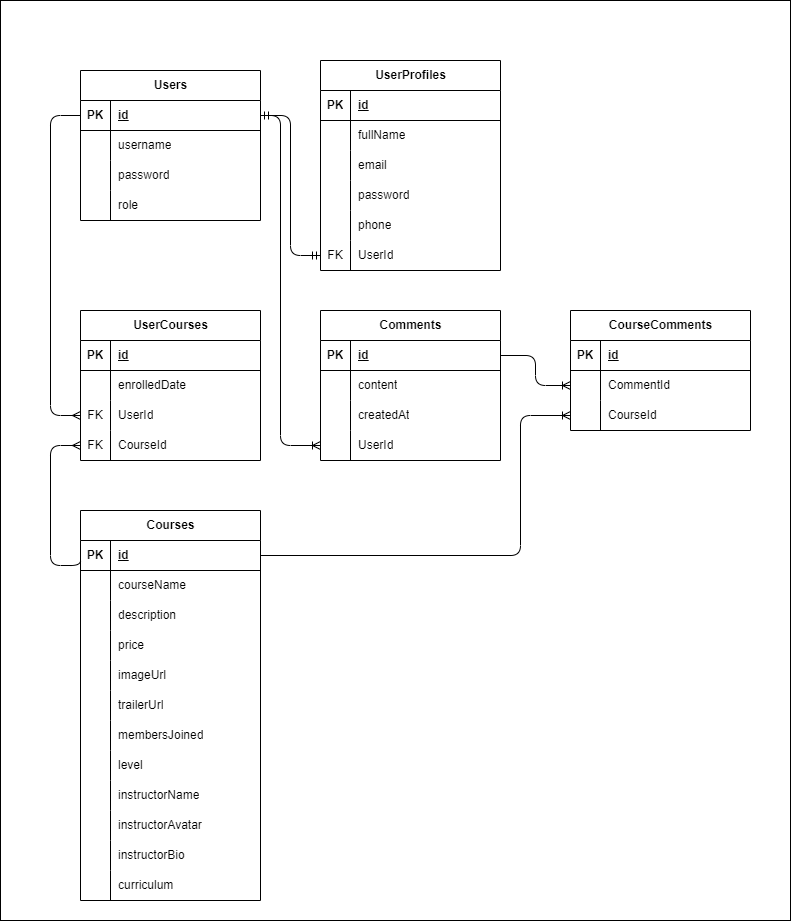 Users
PK id
username
password
role
UserProfiles
PK id
fullName
email
password
phone
FK UserId
UserCourses
PK id
enrolledDate
FK UserId
FK CourseId
Comments
PK id
content
createdAt
UserId
CourseComments
PK id
CommentId
CourseId
Courses
PK id
courseName
description
price
imageUrl
trailerUrl
membersJoined
level
instructorName
instructorAvatar
instructorBio
curriculum